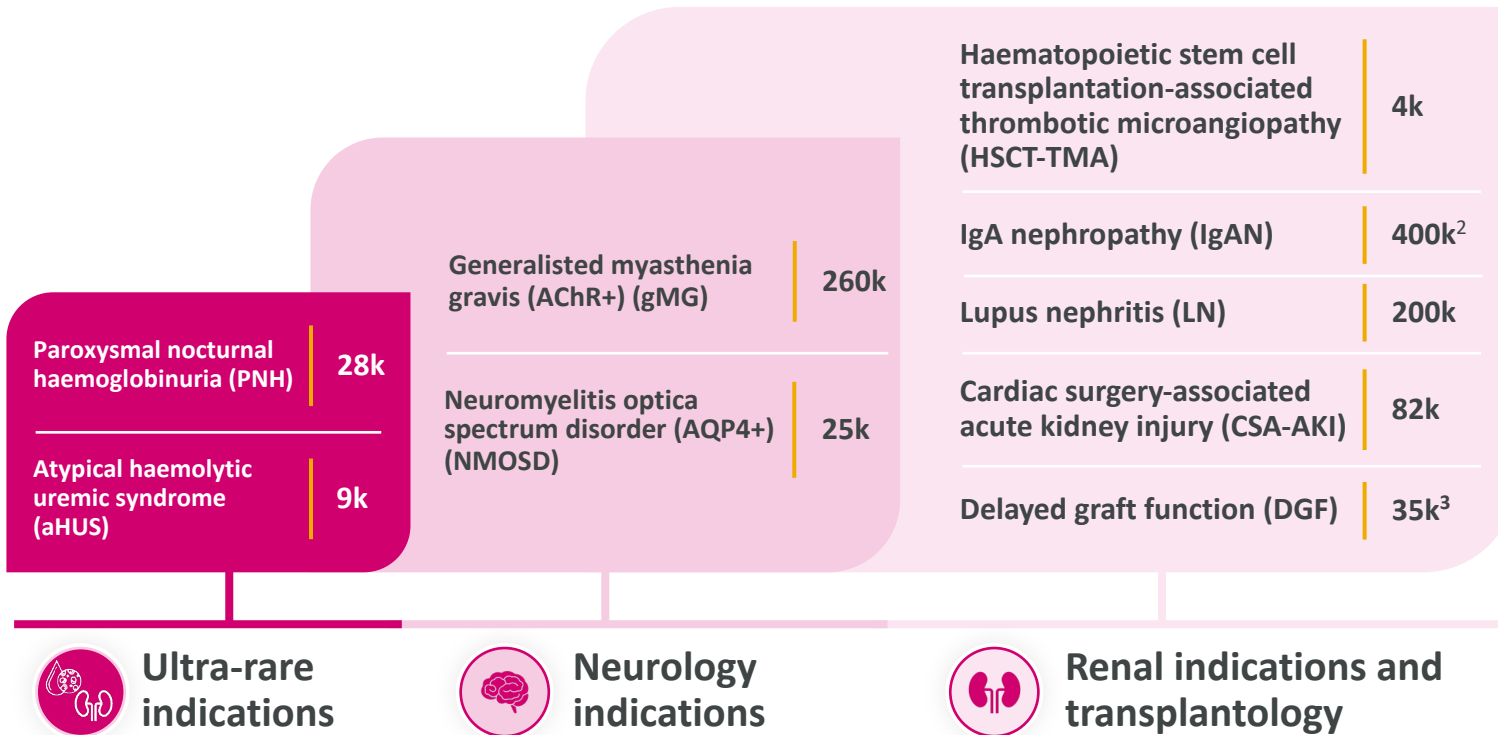 Paroxysmal nocturnal
haemoglobinuria (PNH)
28k
Atypical haemolytic
uremic syndrome
(aHUS)
9k
Generalisted myasthenia
gravis (AChR+) (gMG)
260k
Neuromyelitis optica
spectrum disorder (AQP4+)
(NMOSD)
25k
Haematopoietic stem cell
transplantation-associated
thrombotic microangiopathy
(HSCT-TMA)
4k
IgA nephropathy (IgAN)
400k²
Lupus nephritis (LN)
200k
Cardiac surgery-associated
acute kidney injury (CSA-AKI)
82k
Delayed graft function (DGF)
35k³
Ultra-rare
indications
Neurology
indications
Renal indications and
transplantology